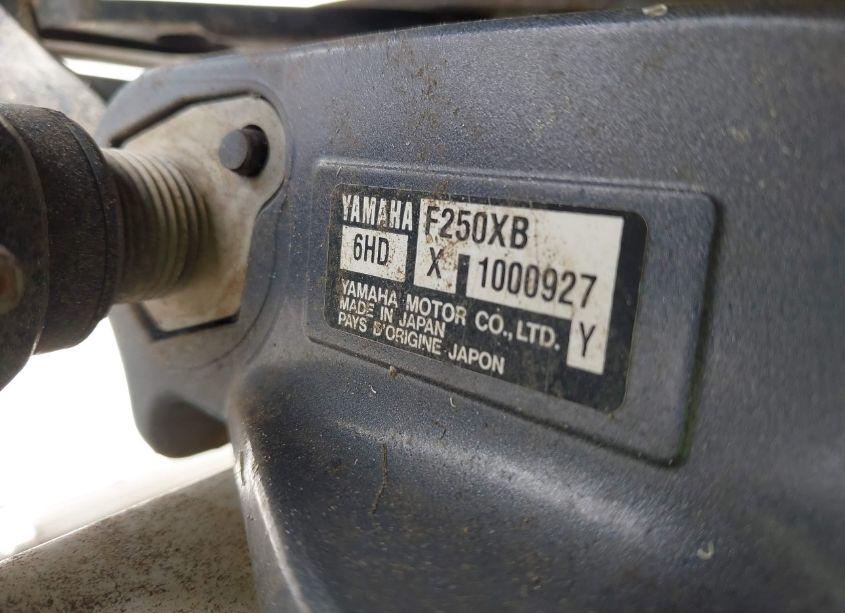 YAMAHA F250XB
6HD X 1000927
YAMAHA MOTOR CO.,LTD. Y
MADE IN JAPAN
PAYS D'ORIGINE JAPON